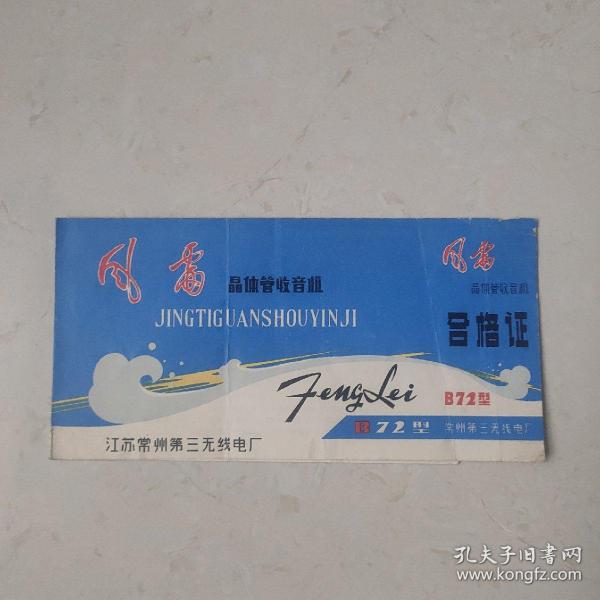 风雷
晶体管收音机
JINGTIGUANSHOUYINJI
FengLei
B72型
江苏常州第三无线电厂
风雷
晶体管收音机
合格证
B72型
常州第三无线电厂
孔夫子旧书网
www.kongfz.com